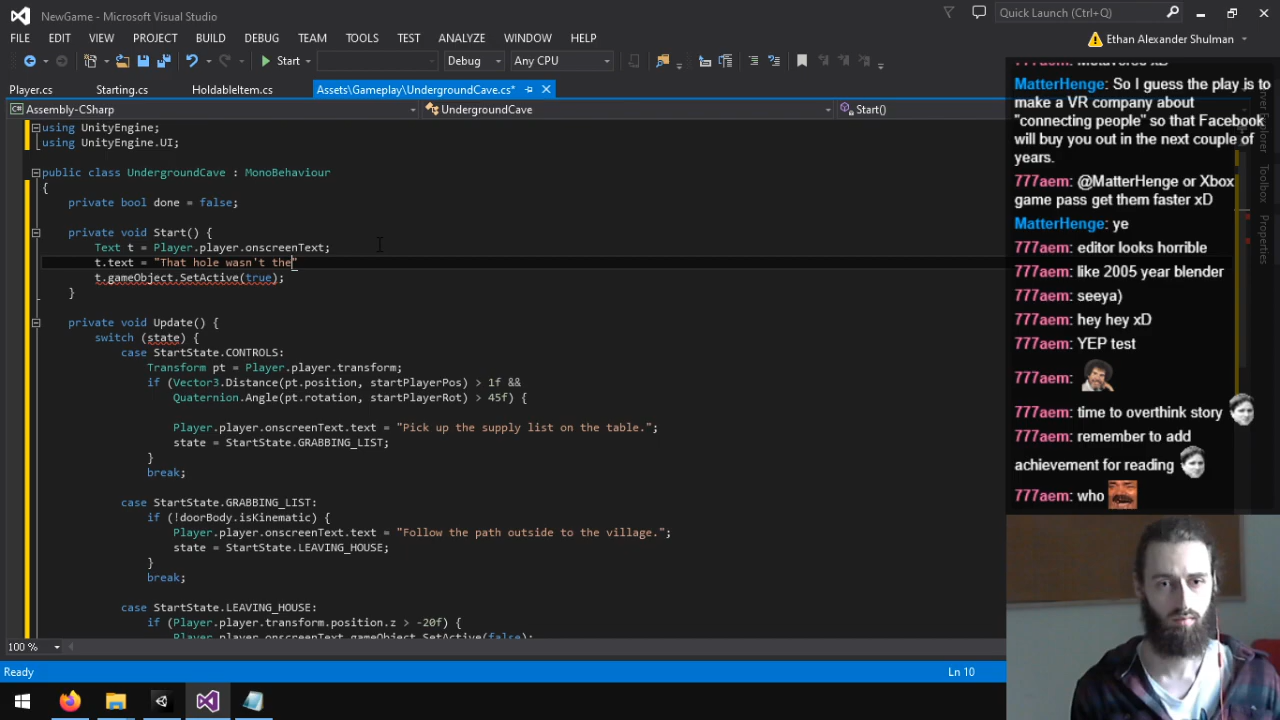 NewGame - Microsoft Visual Studio
Quick Launch (Ctrl+Q)
FILE EDIT VIEW PROJECT BUILD DEBUG TEAM TOOLS TEST ANALYZE WINDOW HELP
Ethan Alexander Shulman
Start Debug Any CPU
Player.cs Starting.cs HoldableItem.cs Assets\Gameplay\UndergroundCave.cs*
Assembly-CSharp UndergroundCave Start()
using UnityEngine;
using UnityEngine.UI;
public class UndergroundCave : MonoBehaviour
{
private bool done = false;
private void Start() {
Text t = Player.player.onscreenText;
t.text = "That hole wasn't the"
t.gameObject.SetActive(true);
}
private void Update() {
switch (state) {
case StartState.CONTROLS:
Transform pt = Player.player.transform;
if (Vector3.Distance(pt.position, startPlayerPos) > 1f &&
Quaternion.Angle(pt.rotation, startPlayerRot) > 45f) {
Player.player.onscreenText.text = "Pick up the supply list on the table.";
state = StartState.GRABBING_LIST;
}
break;
case StartState.GRABBING_LIST:
if (!doorBody.isKinematic) {
Player.player.onscreenText.text = "Follow the path outside to the village.";
state = StartState.LEAVING_HOUSE;
}
break;
case StartState.LEAVING_HOUSE:
if (Player.player.transform.position.z > -20f) {
Player.player.onscreenText.gameObject.SetActive(false);
100 %
Ready
Ln 10
Server Explorer
Toolbox
Properties
777aem: Metaverse xD
MatterHenge: So I guess the play is to
make a VR company about
"connecting people" so that Facebook
will buy you out in the next couple of
years.
777aem: @MatterHenge or Xbox
game pass get them faster xD
MatterHenge: ye
777aem: editor looks horrible
777aem: like 2005 year blender
777aem: seeya)
777aem: hey hey xD
777aem: YEP test
777aem:
777aem: time to overthink story
777aem: remember to add
achievement for reading
777aem: who